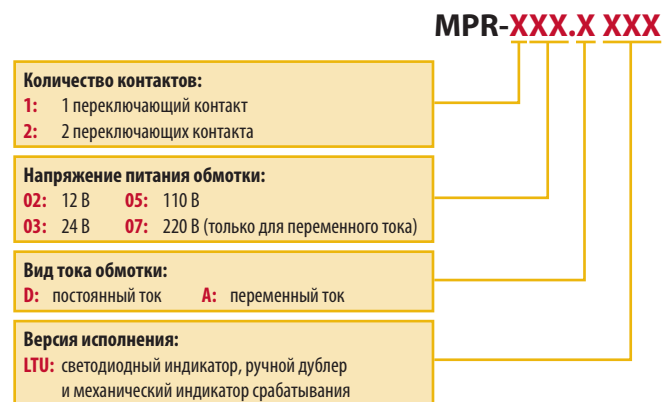 MPR-XXX.X XXX
Количество контактов:
1: 1 переключающий контакт
2: 2 переключающих контакта
Напряжение питания обмотки:
02: 12 В 05: 110 В
03: 24 В 07: 220 В (только для переменного тока)
Вид тока обмотки:
D: постоянный ток A: переменный ток
Версия исполнения:
LTU: светодиодный индикатор, ручной дублер
и механический индикатор срабатывания